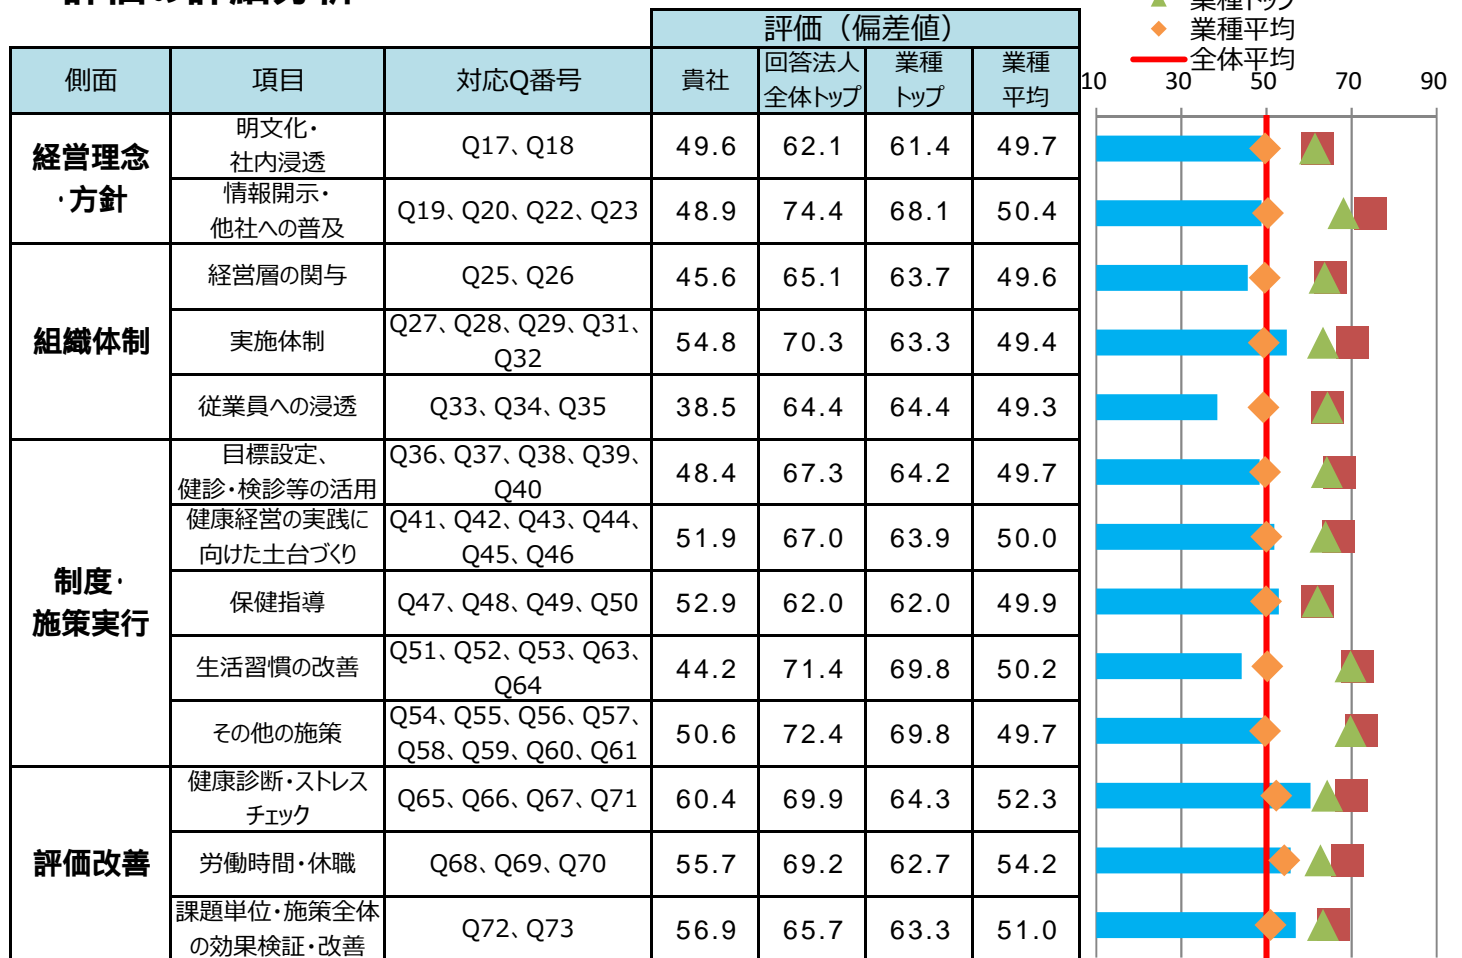 評価の詳細分析
業種トップ
業種平均
全体平均
評価（偏差値）
側面 項目 対応Q番号 貴社 回答法人全体トップ 業種トップ 業種平均
10 30 50 70 90
経営理念・方針
明文化・社内浸透 Q17、Q18 49.6 62.1 61.4 49.7
情報開示・他社への普及 Q19、Q20、Q22、Q23 48.9 74.4 68.1 50.4
組織体制
経営層の関与 Q25、Q26 45.6 65.1 63.7 49.6
実施体制 Q27、Q28、Q29、Q31、Q32 54.8 70.3 63.3 49.4
従業員への浸透 Q33、Q34、Q35 38.5 64.4 64.4 49.3
制度・施策実行
目標設定、健診・検診等の活用 Q36、Q37、Q38、Q39、Q40 48.4 67.3 64.2 49.7
健康経営の実践に向けた土台づくり Q41、Q42、Q43、Q44、Q45、Q46 51.9 67.0 63.9 50.0
保健指導 Q47、Q48、Q49、Q50 52.9 62.0 62.0 49.9
生活習慣の改善 Q51、Q52、Q53、Q63、Q64 44.2 71.4 69.8 50.2
その他の施策 Q54、Q55、Q56、Q57、Q58、Q59、Q60、Q61 50.6 72.4 69.8 49.7
評価改善
健康診断・ストレスチェック Q65、Q66、Q67、Q71 60.4 69.9 64.3 52.3
労働時間・休職 Q68、Q69、Q70 55.7 69.2 62.7 54.2
課題単位・施策全体の効果検証・改善 Q72、Q73 56.9 65.7 63.3 51.0